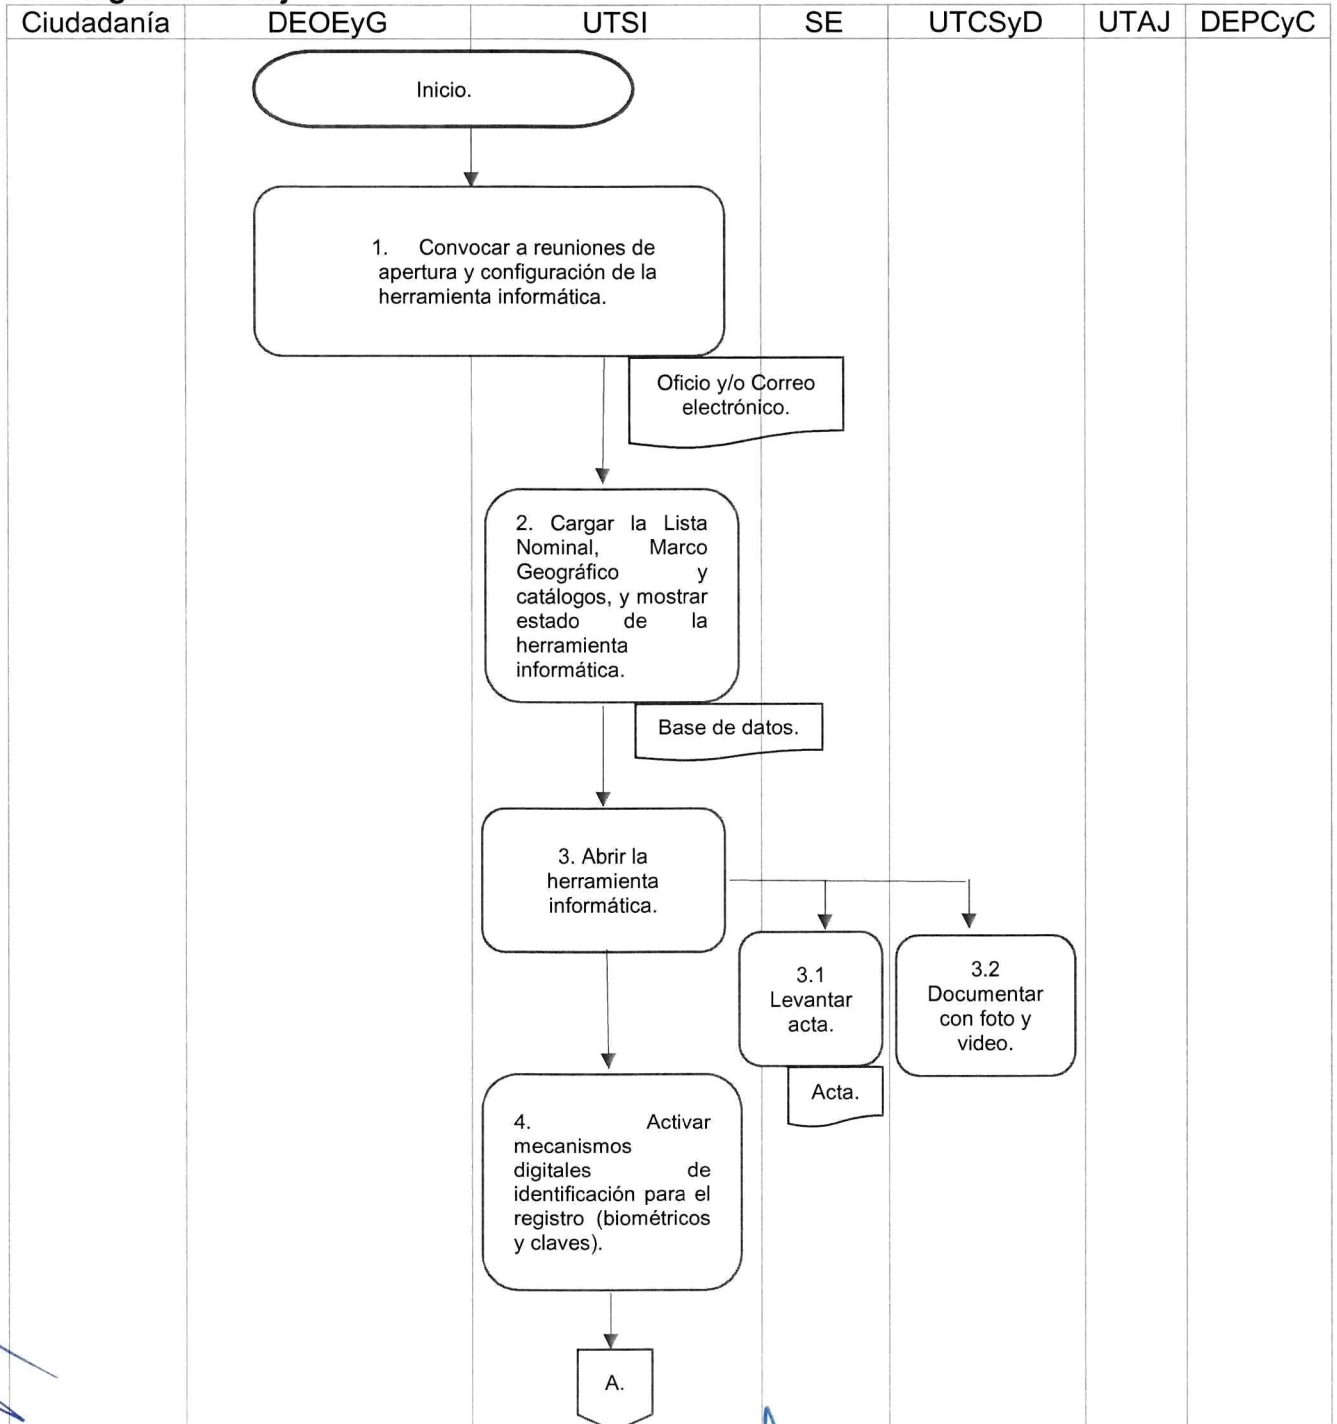 Ciudadanía DEOEyG UTSI SE UTCSyD UTAJ DEPCyC
Inicio.
1. Convocar a reuniones de
apertura y configuración de la
herramienta informática.
Oficio y/o Correo
electrónico.
2. Cargar la Lista
Nominal, Marco
Geográfico y
catálogos, y mostrar
estado de la
herramienta
informática.
Base de datos.
3. Abrir la
herramienta
informática.
3.1
Levantar
acta.
Acta.
3.2
Documentar
con foto y
video.
4. Activar
mecanismos
digitales de
identificación para el
registro (biométricos
y claves).
A.